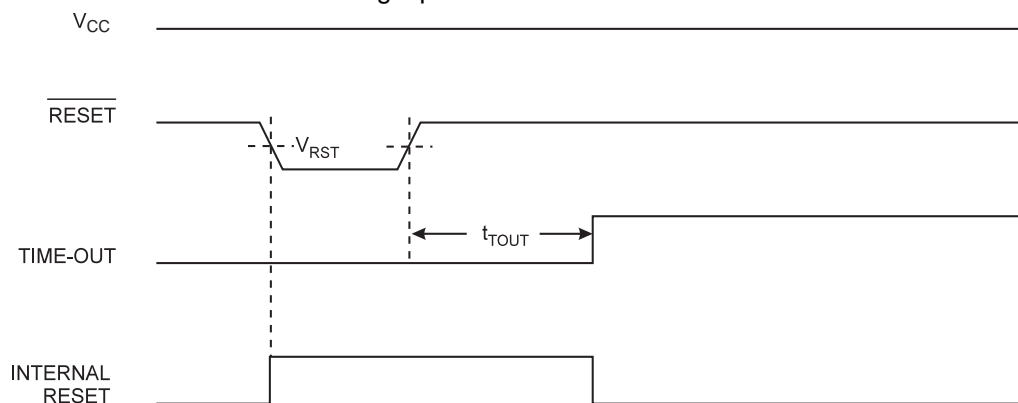 VCC
RESET
VRST
tTOUT
TIME-OUT
INTERNAL
RESET